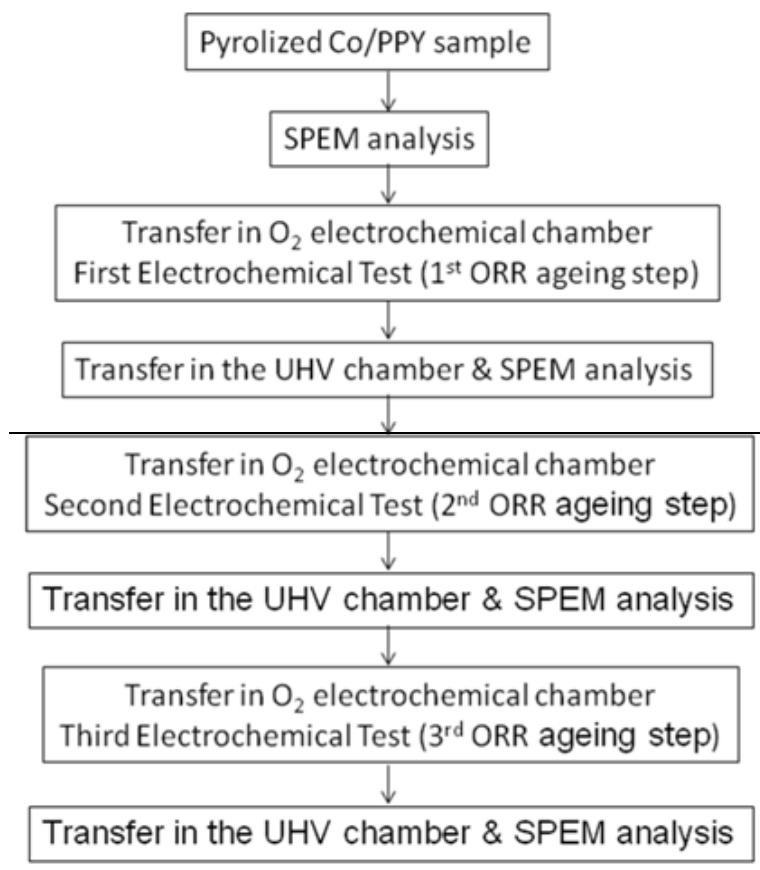 Pyrolized Co/PPY sample
SPEM analysis
Transfer in O₂ electrochemical chamber
First Electrochemical Test (1ˢᵗ ORR ageing step)
Transfer in the UHV chamber & SPEM analysis
Transfer in O₂ electrochemical chamber
Second Electrochemical Test (2ⁿᵈ ORR ageing step)
Transfer in the UHV chamber & SPEM analysis
Transfer in O₂ electrochemical chamber
Third Electrochemical Test (3ʳᵈ ORR ageing step)
Transfer in the UHV chamber & SPEM analysis